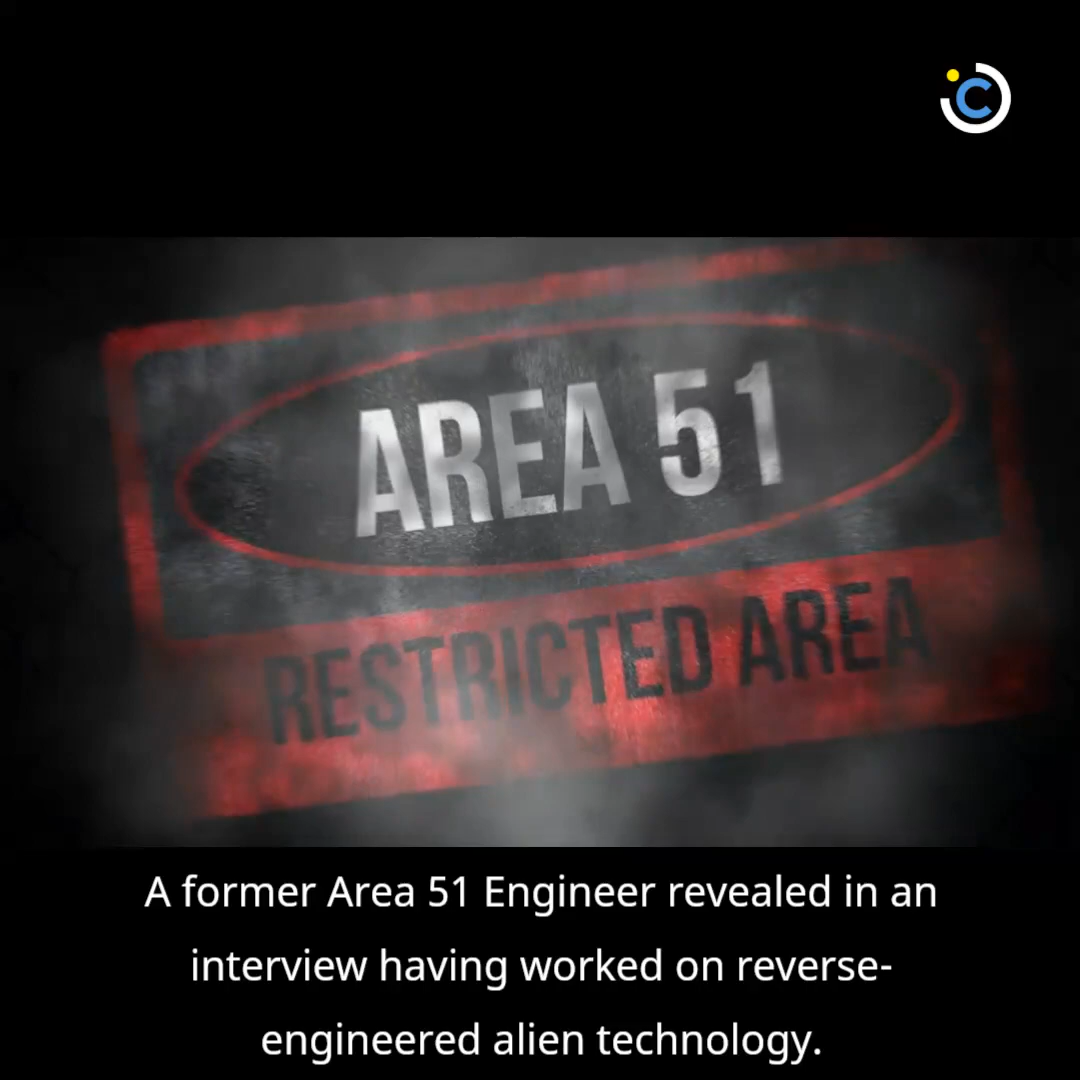 C
AREA 51
RESTRICTED AREA
A former Area 51 Engineer revealed in an
interview having worked on reverse-
engineered alien technology.